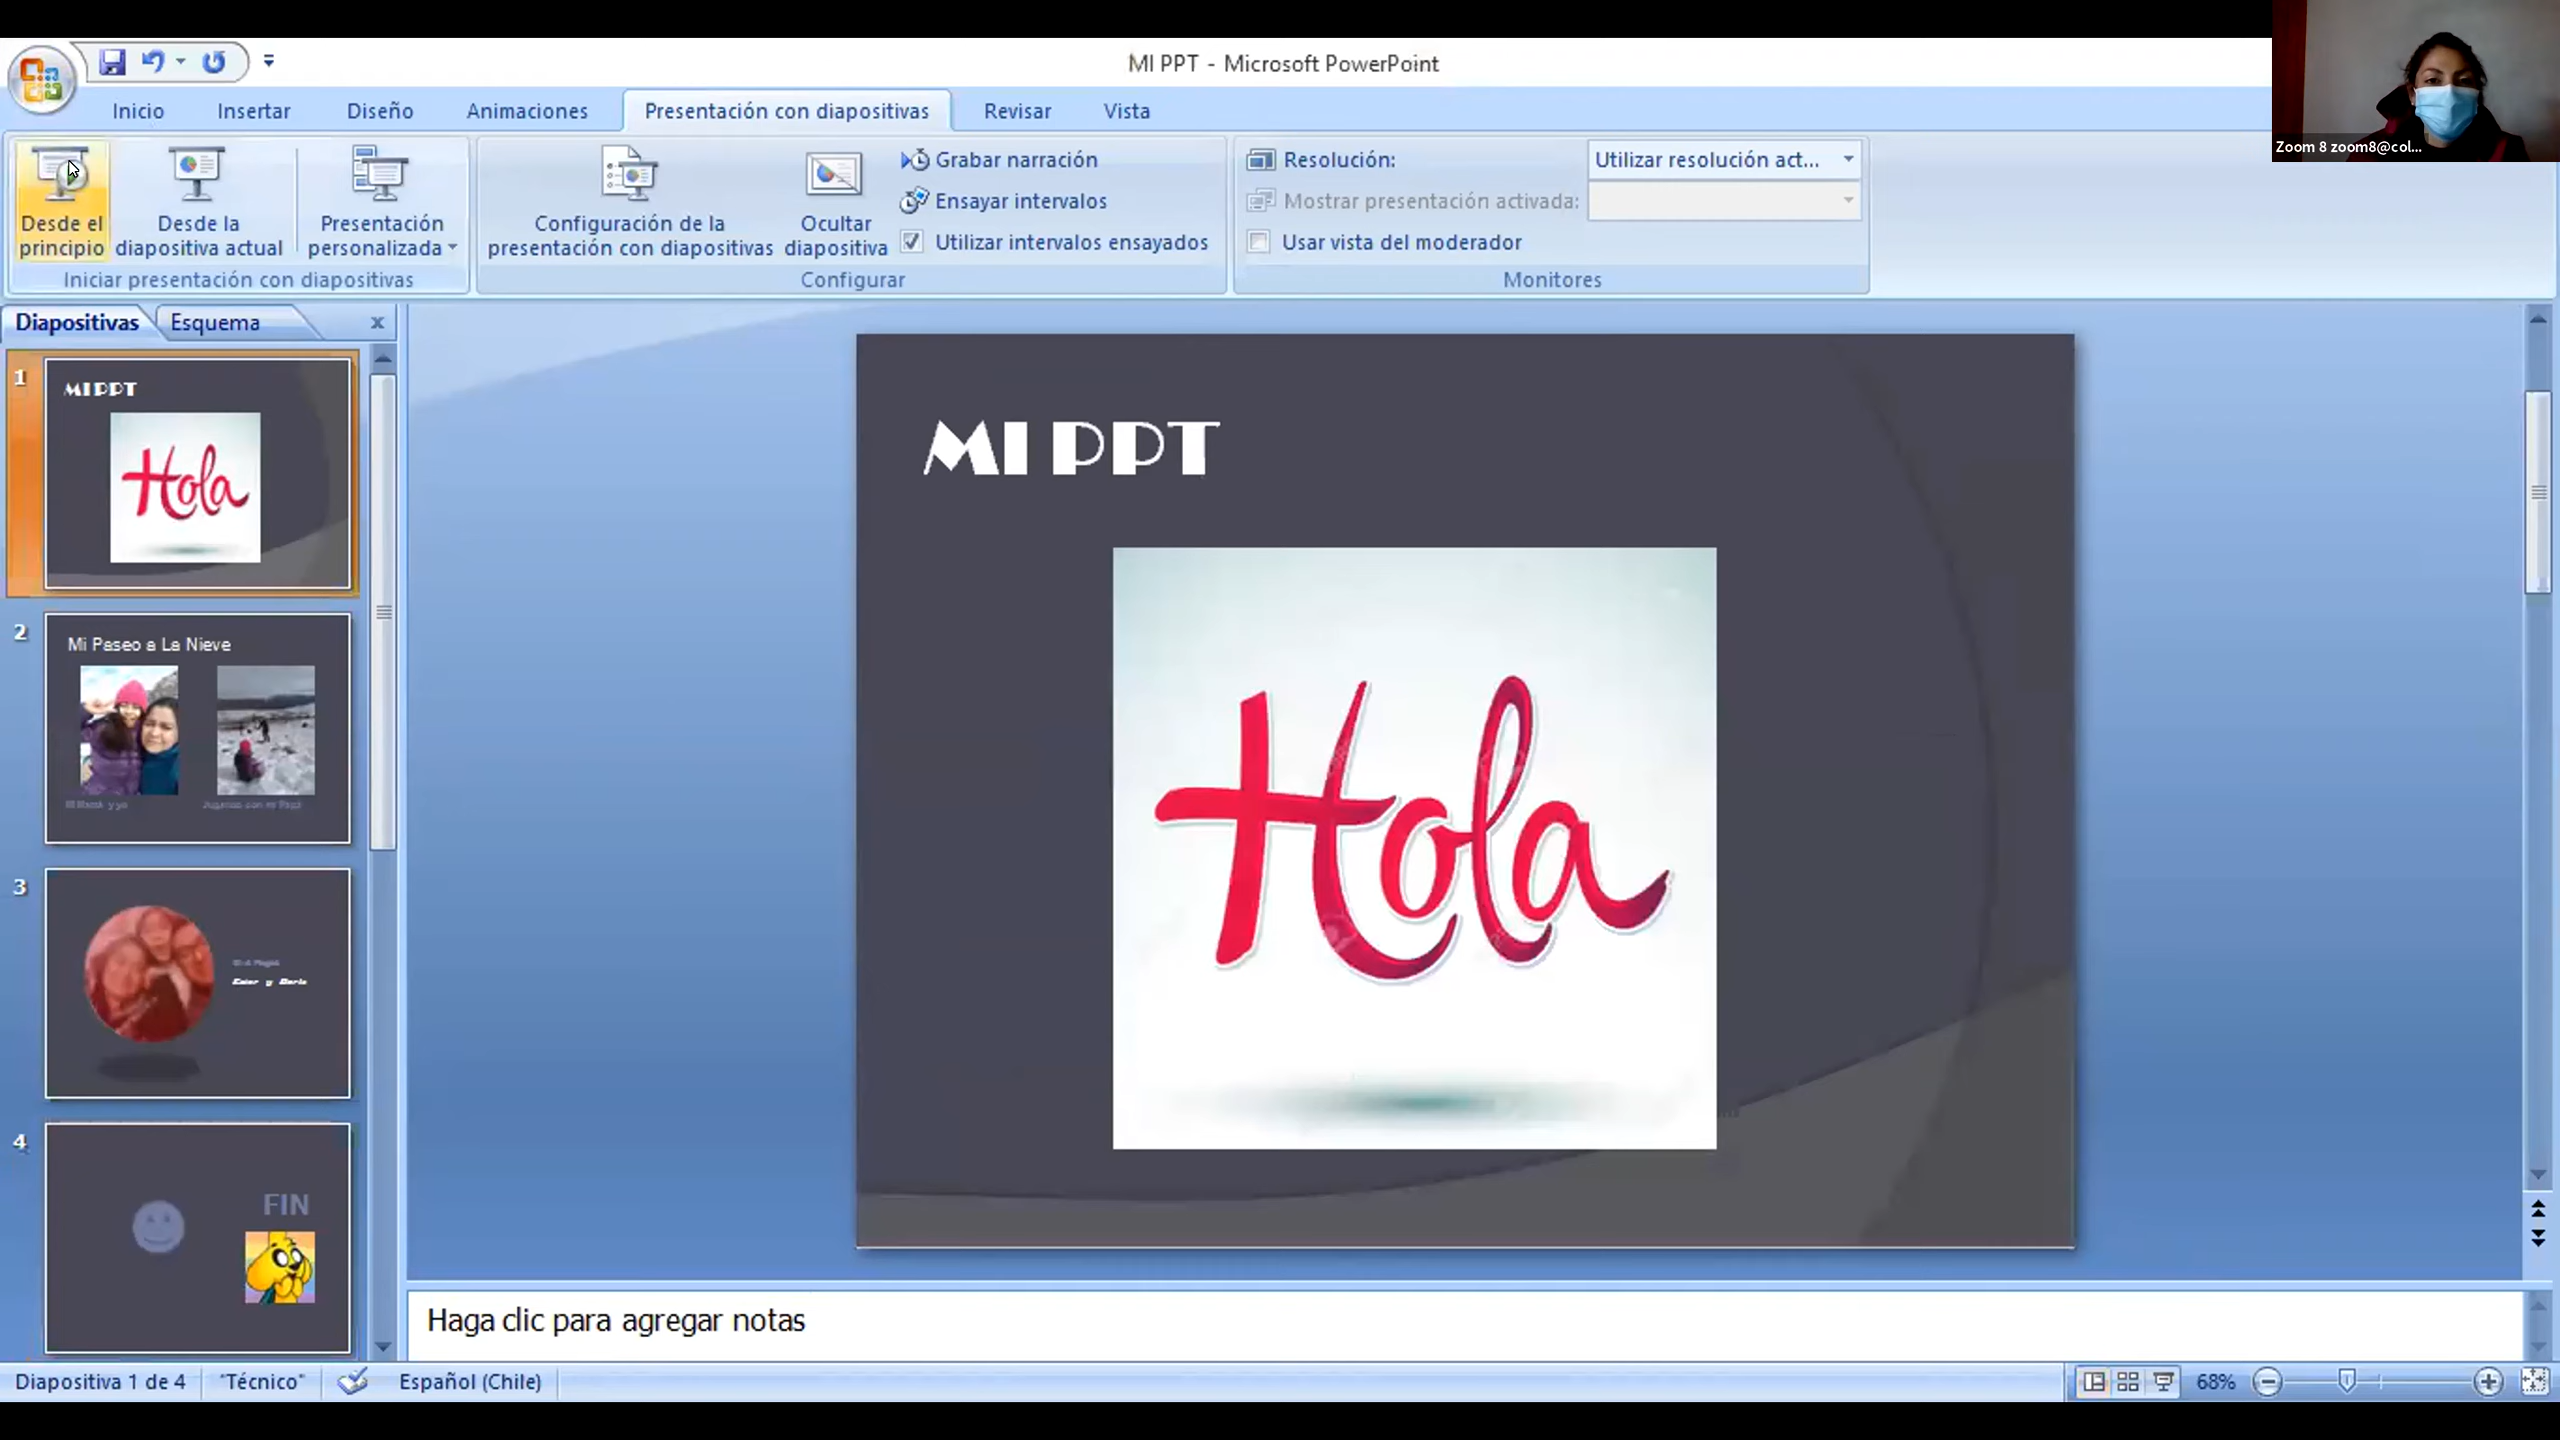 MI PPT - Microsoft PowerPoint
Inicio
Insertar
Diseño
Animaciones
Presentación con diapositivas
Revisar
Vista
Zoom 8 zoom8@col...
Desde el
principio
Desde la
diapositiva actual
Presentación
personalizada
Iniciar presentación con diapositivas
Configuración de la
presentación con diapositivas
Ocultar
diapositiva
Grabar narración
Ensayar intervalos
Utilizar intervalos ensayados
Configurar
Resolución:
Utilizar resolución act...
Mostrar presentación activada:
Usar vista del moderador
Monitores
Diapositivas
Esquema
1
MI PPT
Hola
2
Mi Paseo a La Nieve
3
4
FIN
MI PPT
Hola
Haga clic para agregar notas
Diapositiva 1 de 4
"Técnico"
Español (Chile)
68%